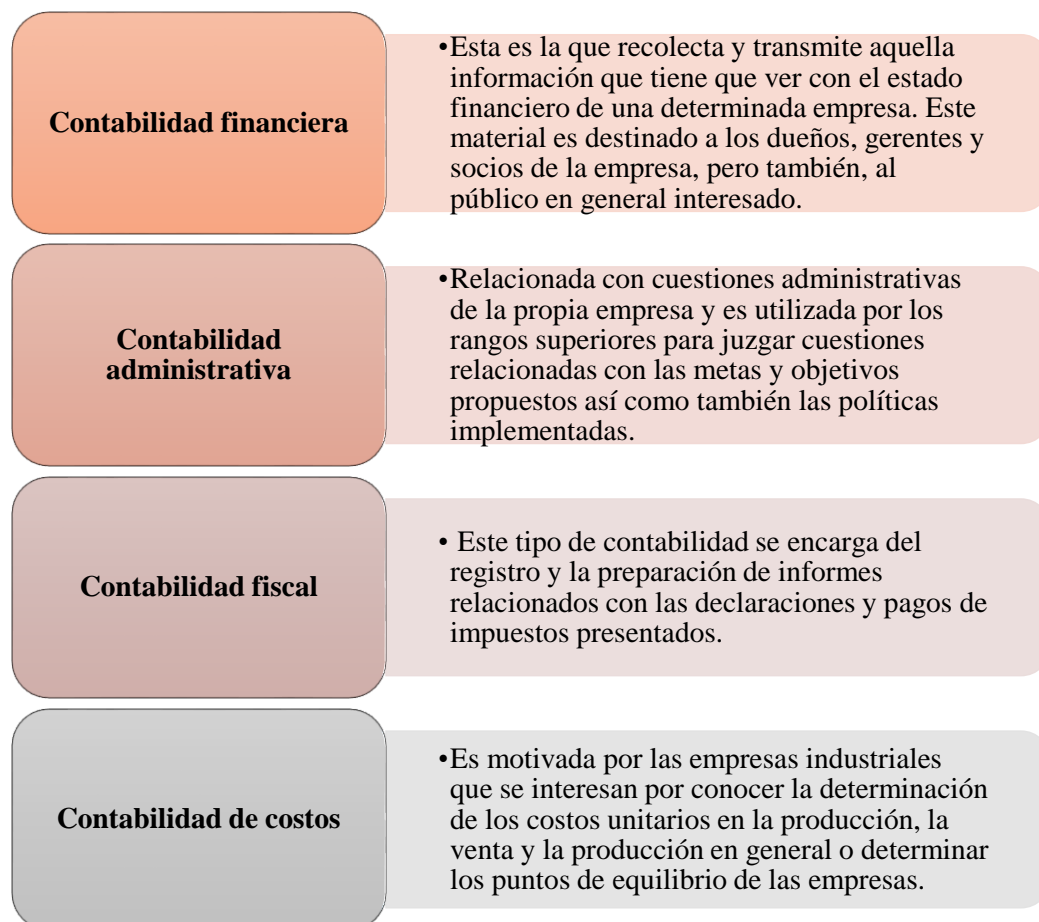 Contabilidad financiera
•Esta es la que recolecta y transmite aquella
información que tiene que ver con el estado
financiero de una determinada empresa. Este
material es destinado a los dueños, gerentes y
socios de la empresa, pero también, al
público en general interesado.
Contabilidad
administrativa
•Relacionada con cuestiones administrativas
de la propia empresa y es utilizada por los
rangos superiores para juzgar cuestiones
relacionadas con las metas y objetivos
propuestos así como también las políticas
implementadas.
Contabilidad fiscal
• Este tipo de contabilidad se encarga del
registro y la preparación de informes
relacionados con las declaraciones y pagos de
impuestos presentados.
Contabilidad de costos
•Es motivada por las empresas industriales
que se interesan por conocer la determinación
de los costos unitarios en la producción, la
venta y la producción en general o determinar
los puntos de equilibrio de las empresas.